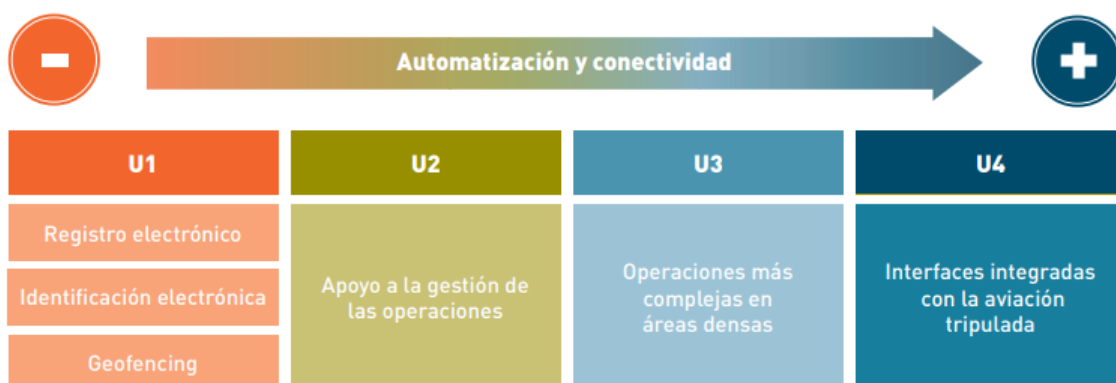 Automatización y conectividad
U1
U2
U3
U4
Registro electrónico
Identificación electrónica
Geofencing
Apoyo a la gestión de
las operaciones
Operaciones más
complejas en
áreas densas
Interfaces integradas
con la aviación
tripulada